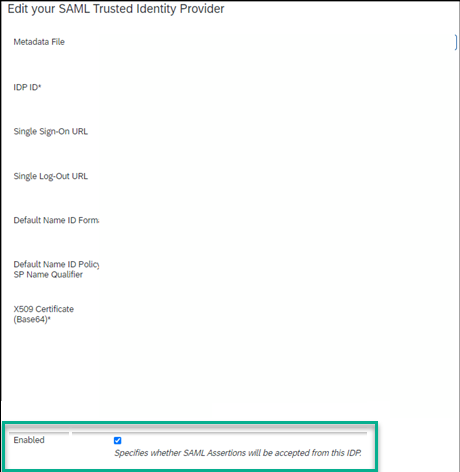 Edit your SAML Trusted Identity Provider
Metadata File
IDP ID*
Single Sign-On URL
Single Log-Out URL
Default Name ID Form
Default Name ID Policy
SP Name Qualifier
X509 Certificate
(Base64)*
Enabled
Specifies whether SAML Assertions will be accepted from this IDP.